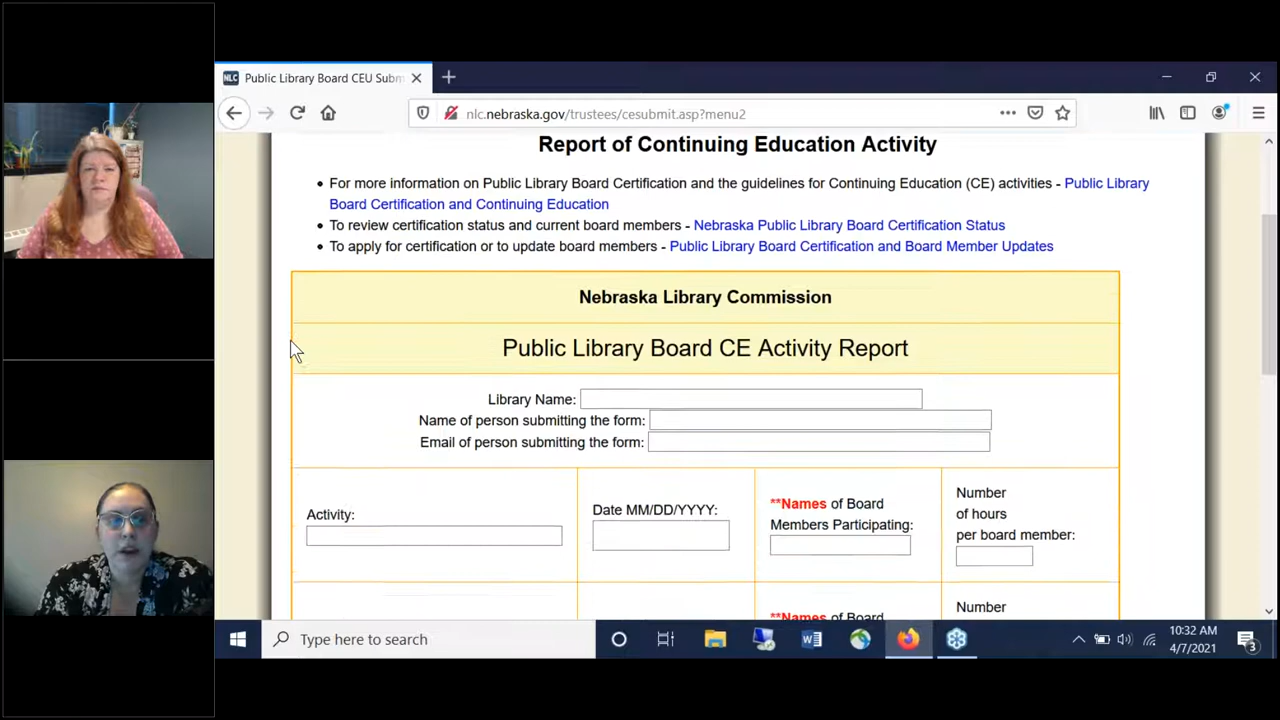 NLC Public Library Board CEU Subm
nlc.nebraska.gov/trustees/cesubmit.asp?menu2
Report of Continuing Education Activity
For more information on Public Library Board Certification and the guidelines for Continuing Education (CE) activities - Public Library
Board Certification and Continuing Education
To review certification status and current board members - Nebraska Public Library Board Certification Status
To apply for certification or to update board members - Public Library Board Certification and Board Member Updates
Nebraska Library Commission
Public Library Board CE Activity Report
Library Name:
Name of person submitting the form:
Email of person submitting the form:
Activity:
Date MM/DD/YYYY:
**Names of Board
Members Participating:
Number
of hours
per board member:
**Names of Board
Number
Type here to search
10:32 AM
4/7/2021
3